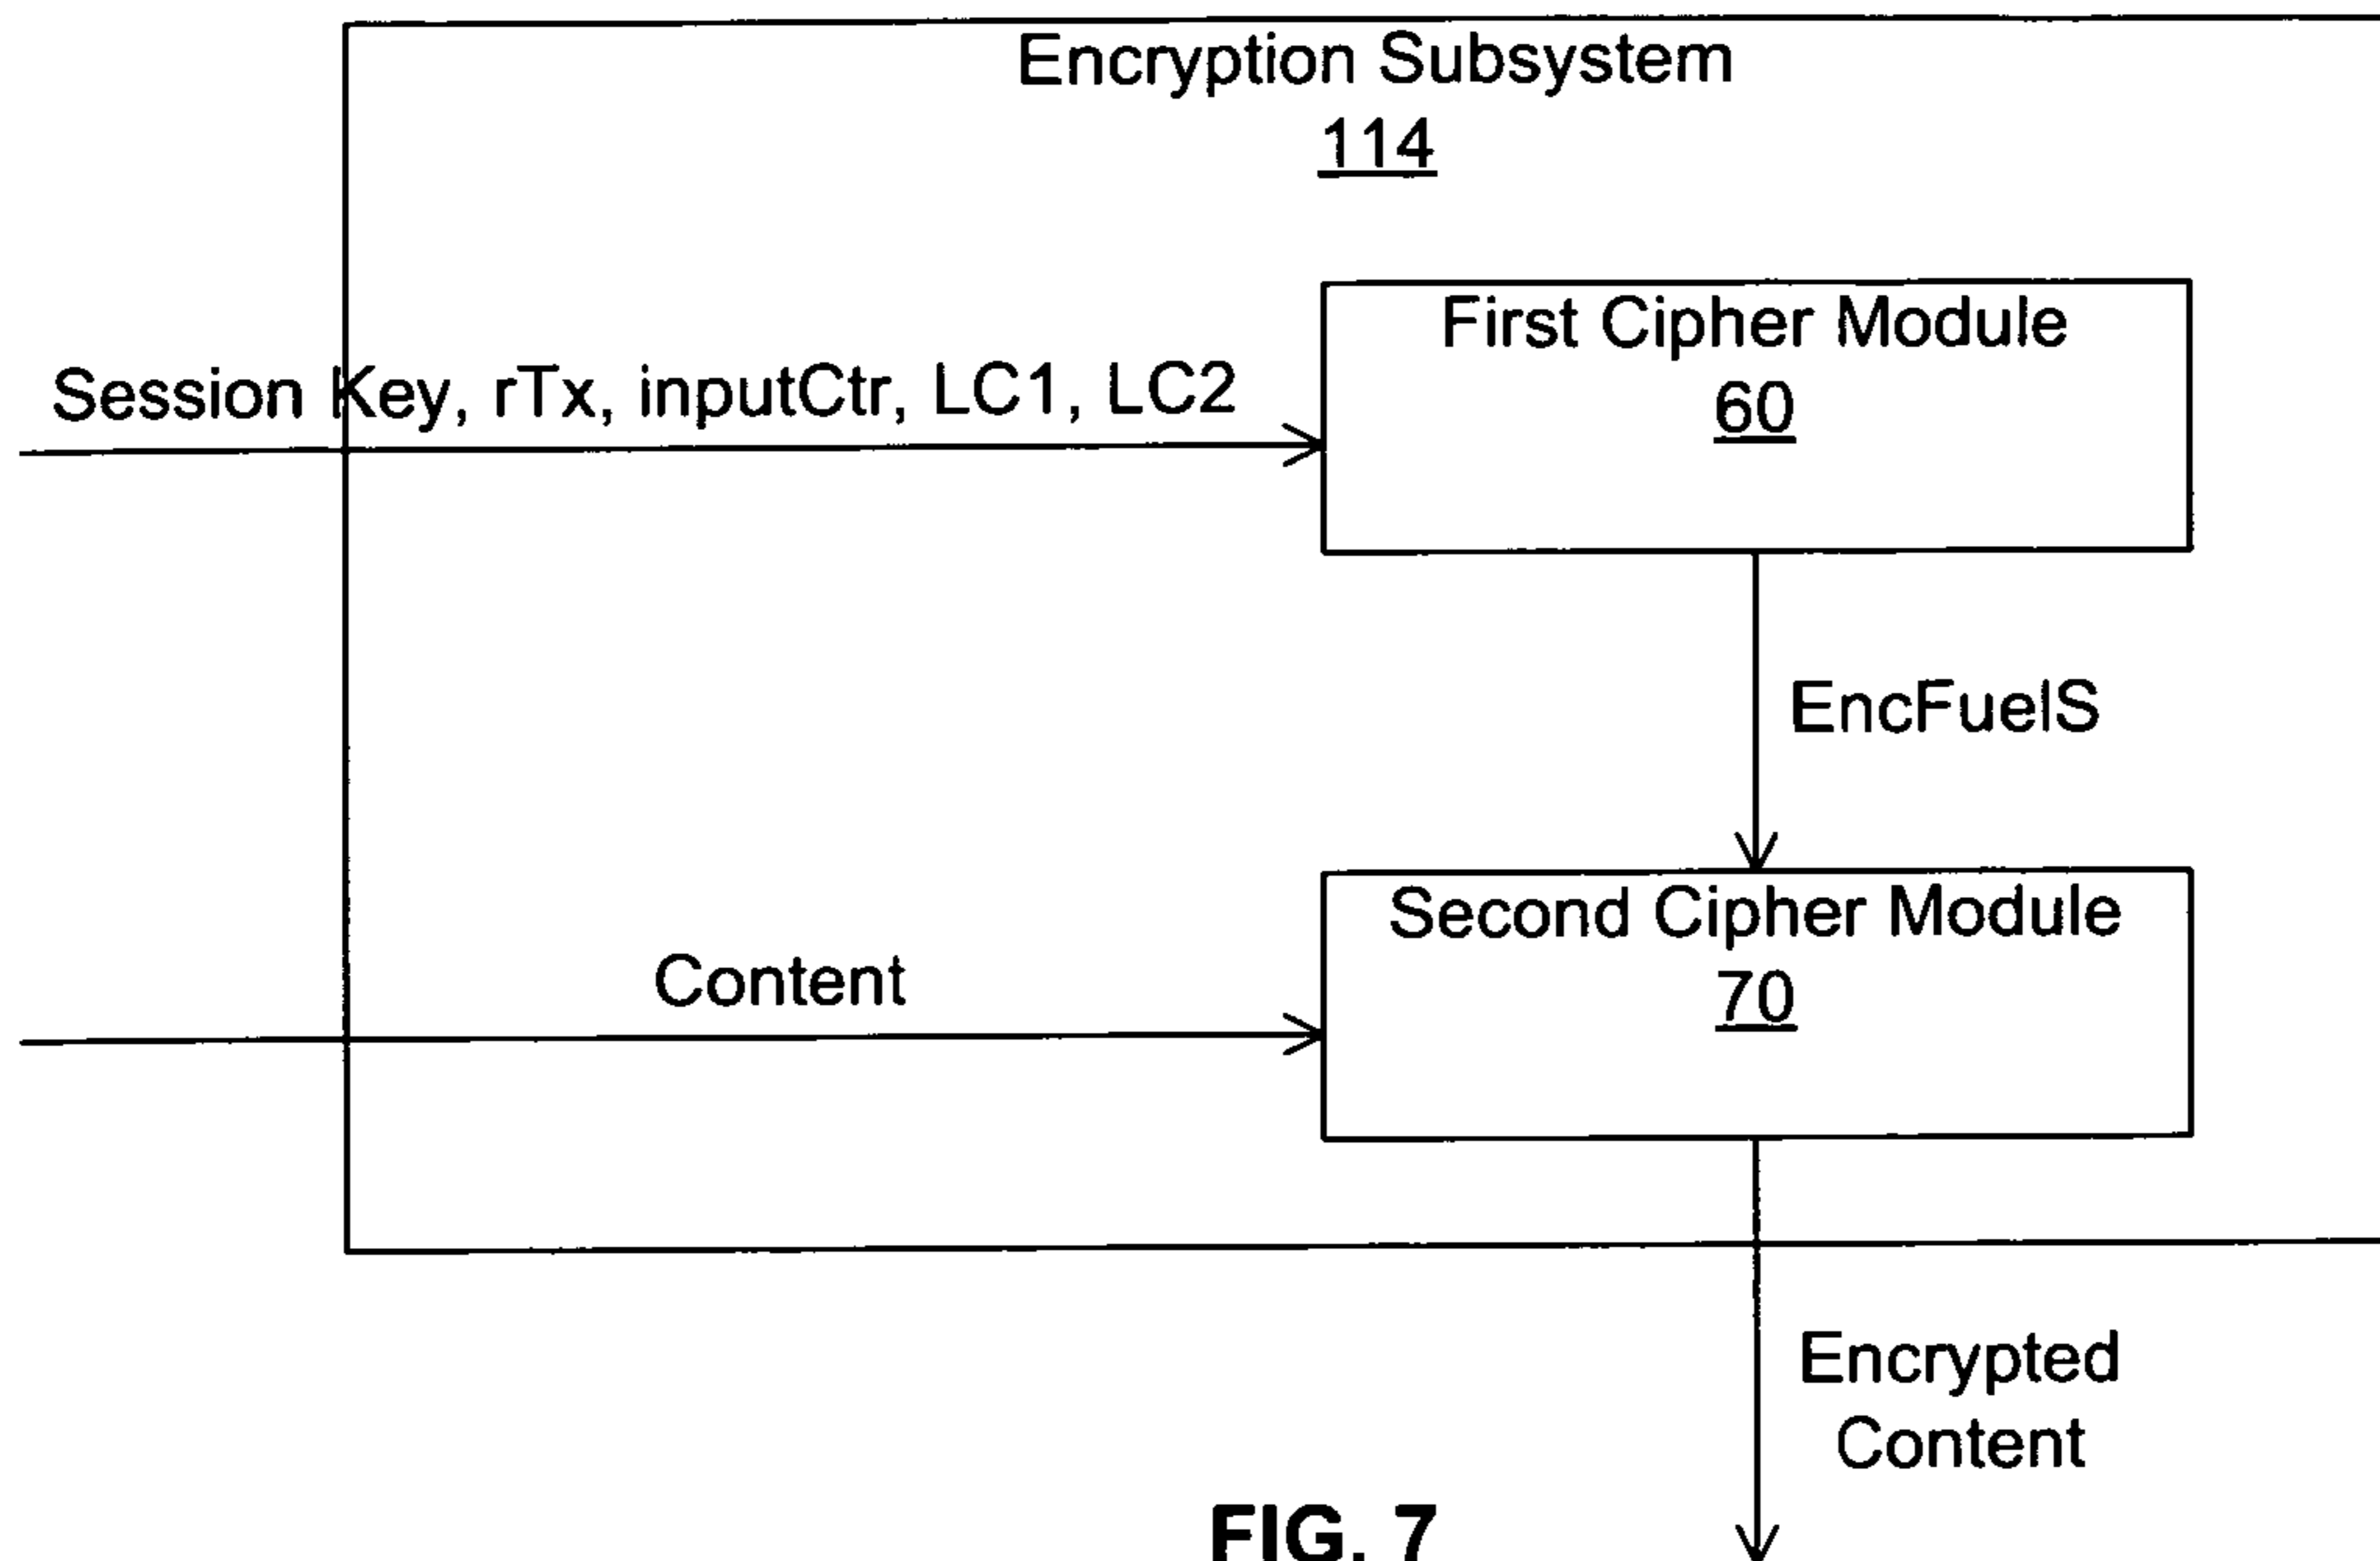 Encryption Subsystem
114
First Cipher Module
60
Session Key, rTx, inputCtr, LC1, LC2
EncFuelS
Second Cipher Module
70
Content
Encrypted
Content
FIG. 7